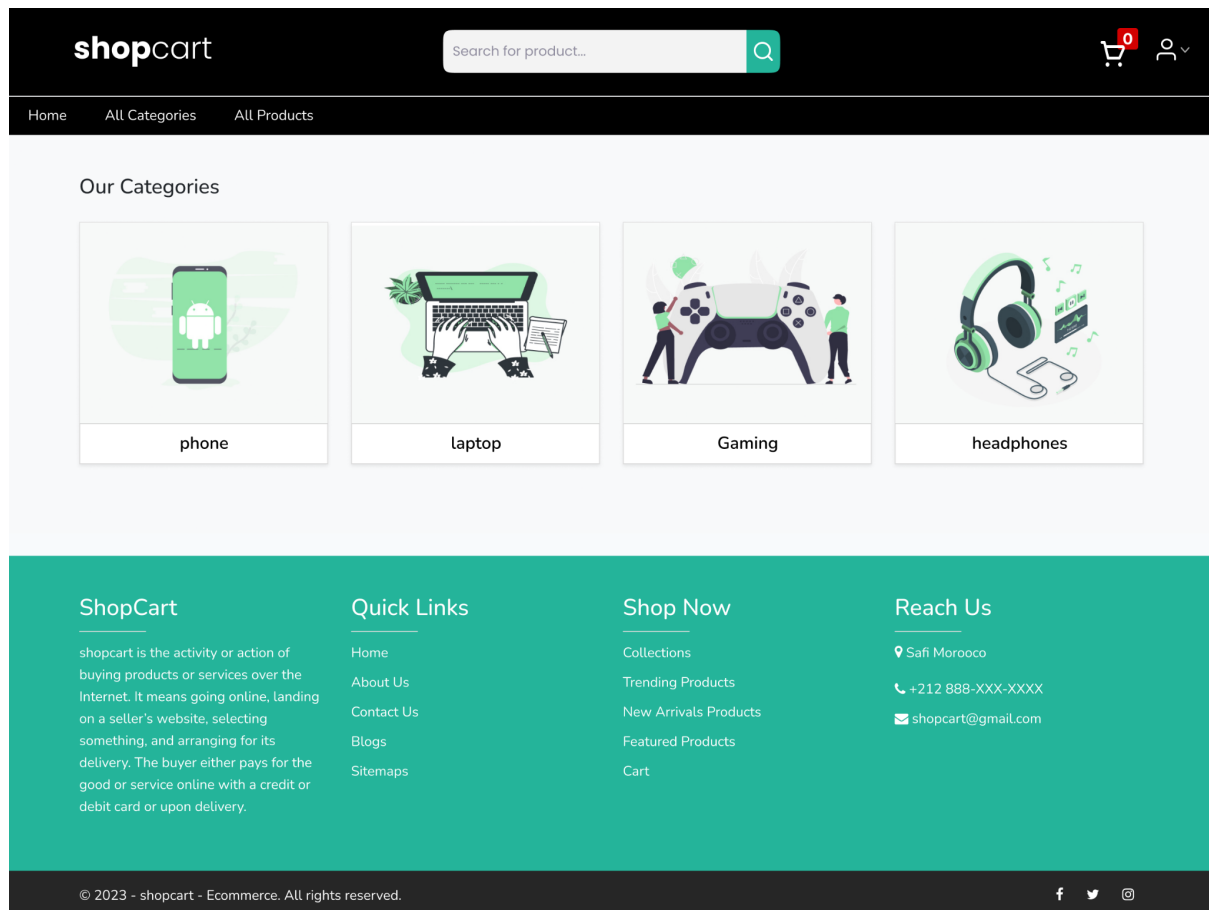 shopcart
Search for product...
0
Home All Categories All Products
Our Categories
phone
laptop
Gaming
headphones
ShopCart
shopcart is the activity or action of
buying products or services over the
Internet. It means going online, landing
on a seller's website, selecting
something, and arranging for its
delivery. The buyer either pays for the
good or service online with a credit or
debit card or upon delivery.
Quick Links
Home
About Us
Contact Us
Blogs
Sitemaps
Shop Now
Collections
Trending Products
New Arrivals Products
Featured Products
Cart
Reach Us
Safi Morooco
+212 888-XXX-XXXX
shopcart@gmail.com
© 2023 - shopcart - Ecommerce. All rights reserved.